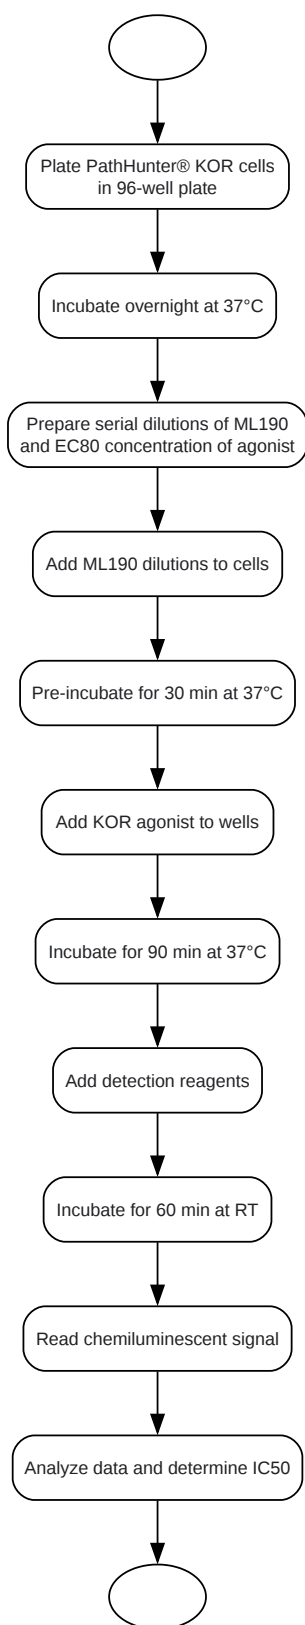 Plate PathHunter® KOR cells
in 96-well plate
Incubate overnight at 37°C
Prepare serial dilutions of ML190
and EC80 concentration of agonist
Add ML190 dilutions to cells
Pre-incubate for 30 min at 37°C
Add KOR agonist to wells
Incubate for 90 min at 37°C
Add detection reagents
Incubate for 60 min at RT
Read chemiluminescent signal
Analyze data and determine IC50